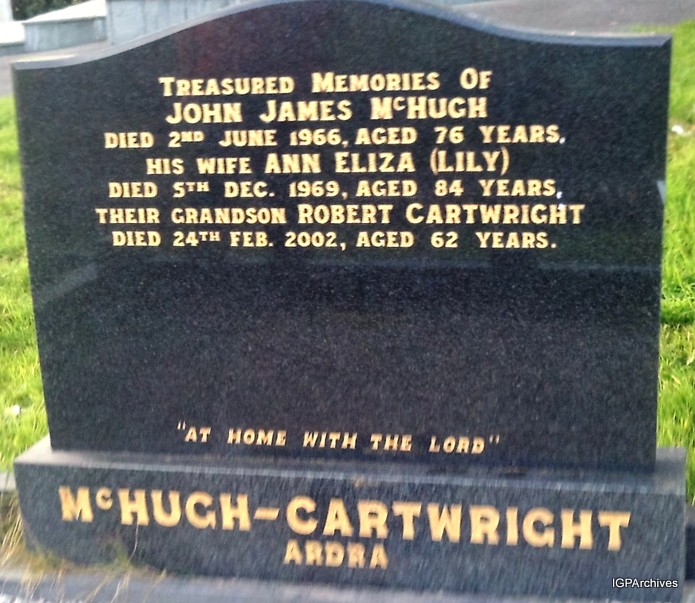 TREASURED MEMORIES OF
JOHN JAMES McHUGH
DIED 2ND JUNE 1966, AGED 76 YEARS,
HIS WIFE ANN ELIZA (LILY)
DIED 5TH DEC. 1969, AGED 84 YEARS,
THEIR GRANDSON ROBERT CARTWRIGHT
DIED 24TH FEB. 2002, AGED 62 YEARS.
"AT HOME WITH THE LORD"
McHUGH-CARTWRIGHT
ARDRA
IGPArchives